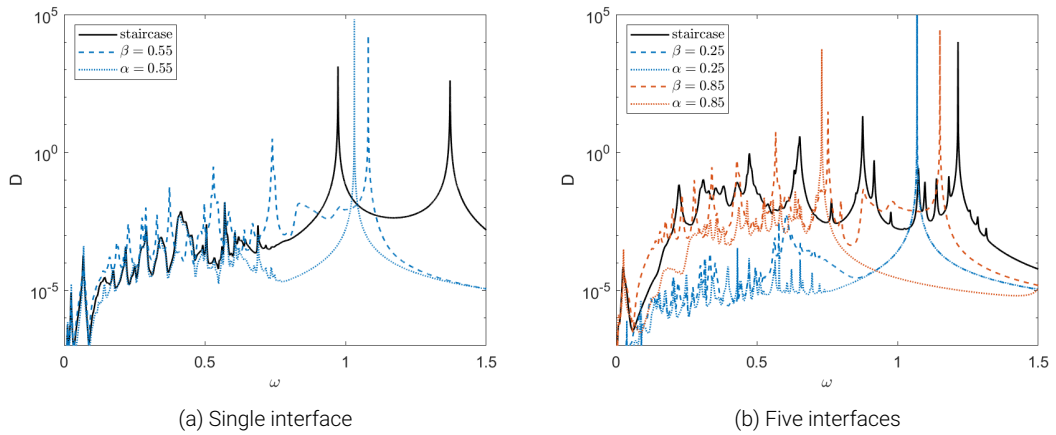 10^5
10^0
10^-5
D
staircase
β = 0.55
α = 0.55
0
0.5
1
1.5
ω
(a) Single interface
10^5
10^0
10^-5
D
staircase
β = 0.25
α = 0.25
β = 0.85
α = 0.85
0
0.5
1
1.5
ω
(b) Five interfaces